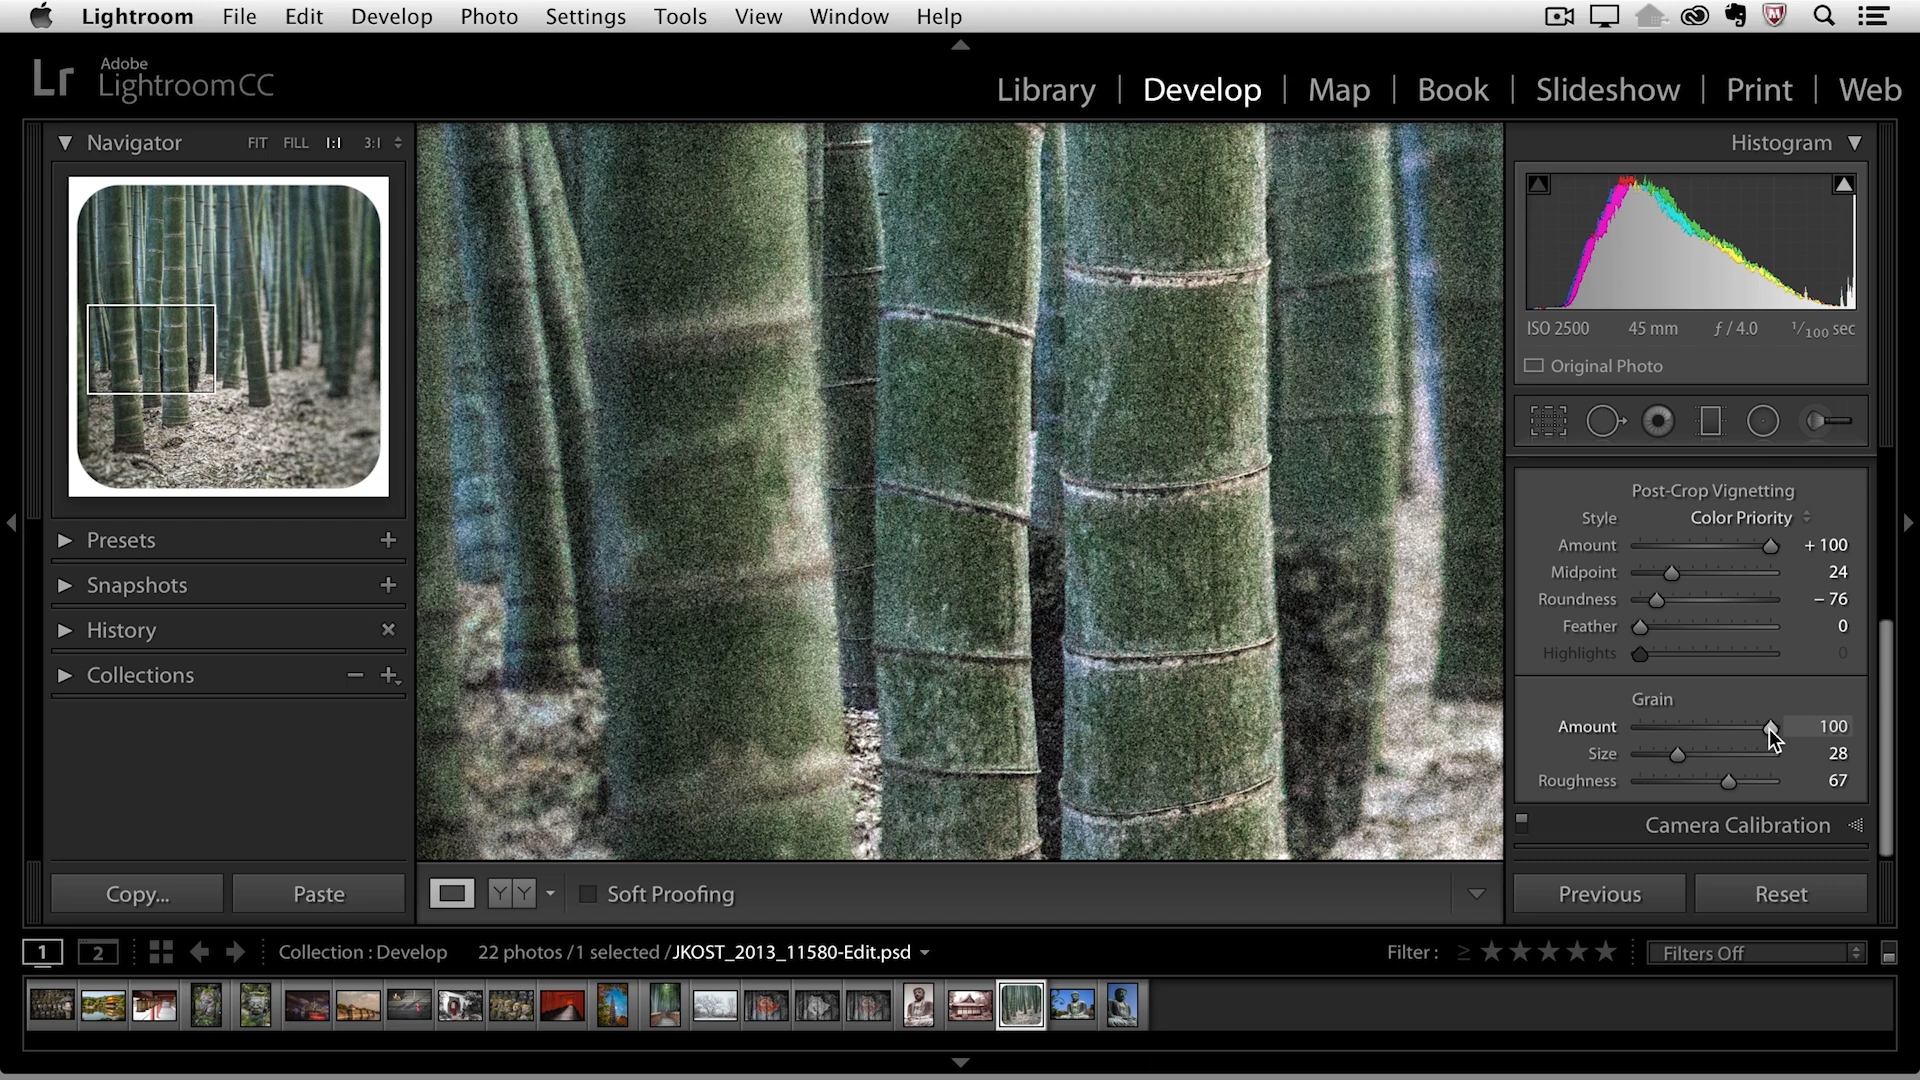 Lightroom File Edit Develop Photo Settings Tools View Window Help
Lr Adobe
Lightroom CC
Library | Develop | Map | Book | Slideshow | Print | Web
Navigator FIT FILL 1:1 3:1
Histogram
ISO 2500 45 mm ƒ / 4.0 1/100 sec
Original Photo
Post-Crop Vignetting
Style Color Priority
Amount + 100
Midpoint 24
Roundness – 76
Feather 0
Highlights 0
Grain
Amount 100
Size 28
Roughness 67
Camera Calibration
Presets +
Snapshots +
History ×
Collections – +
Copy... Paste
YY Soft Proofing
Previous Reset
1 2 Collection : Develop 22 photos /1 selected /JKOST_2013_11580-Edit.psd
Filter : ≥ ★★★★★ Filters Off